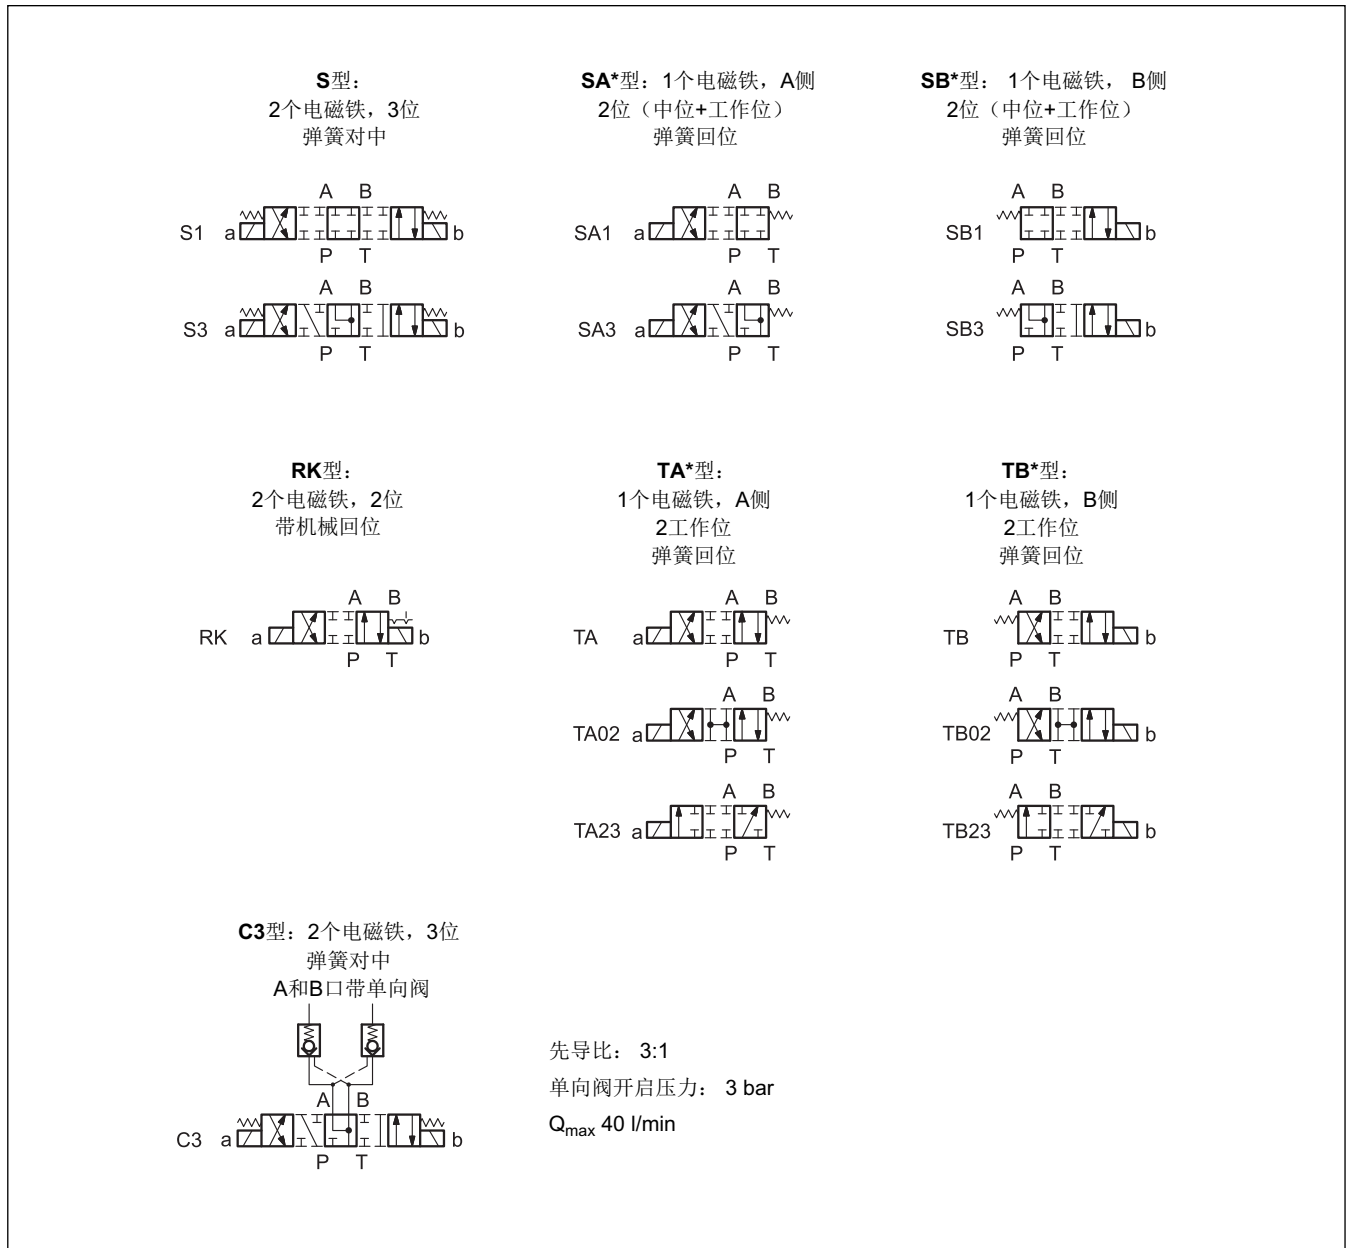 S型： SA*型：1个电磁铁，A侧 SB*型： 1个电磁铁， B侧
2个电磁铁，3位 2位（中位+工作位） 2位（中位+工作位）
弹簧对中 弹簧回位 弹簧回位
A B A B A B
S1 a b SA1 a SB1 b
P T P T P T
A B A B A B
S3 a b SA3 a SB3 b
P T P T P T
RK型： TA*型： TB*型：
2个电磁铁，2位 1个电磁铁，A侧 1个电磁铁，B侧
带机械回位 2工作位 2工作位
弹簧回位 弹簧回位
A B A B A B
RK a b TA a TB b
P T P T P T
A B A B
TA02 a TB02 b
P T P T
A B A B
TA23 a TB23 b
P T P T
C3型：2个电磁铁，3位
弹簧对中
A和B口带单向阀
先导比： 3:1
单向阀开启压力： 3 bar
Qmax 40 l/min
A B
C3 a b
P T